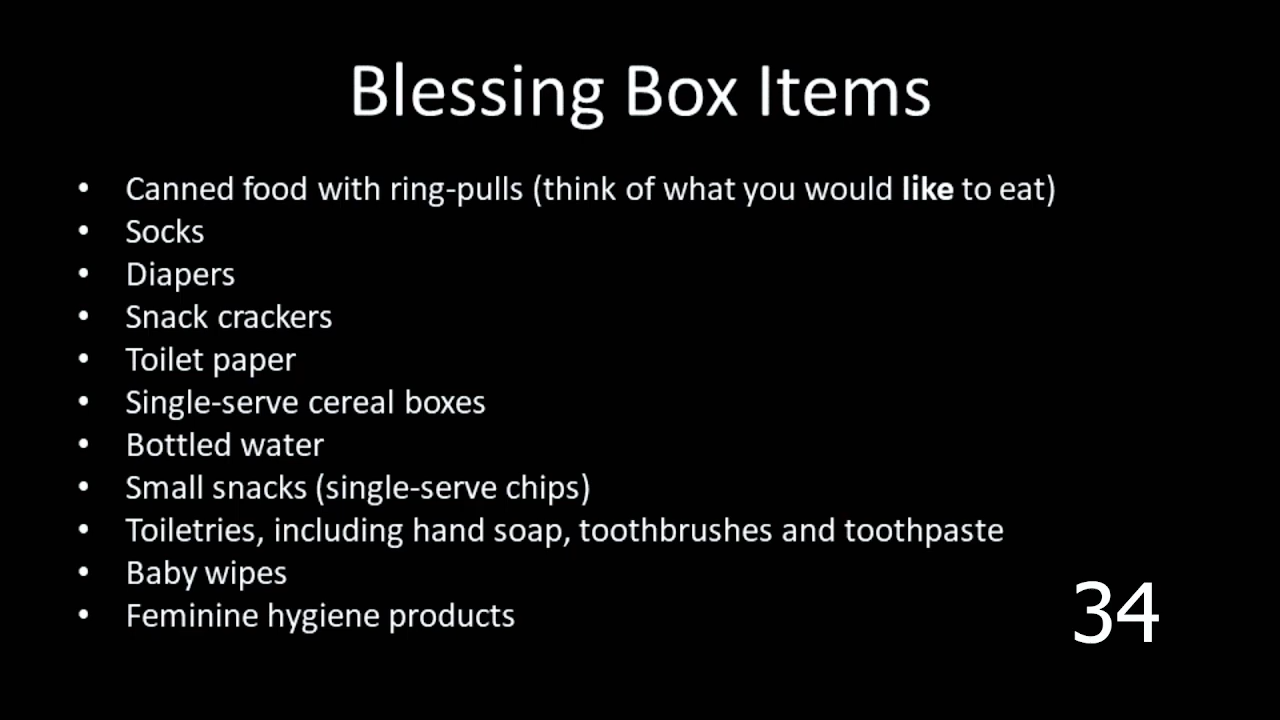 Blessing Box Items
• Canned food with ring-pulls (think of what you would like to eat)
• Socks
• Diapers
• Snack crackers
• Toilet paper
• Single-serve cereal boxes
• Bottled water
• Small snacks (single-serve chips)
• Toiletries, including hand soap, toothbrushes and toothpaste
• Baby wipes
• Feminine hygiene products
34